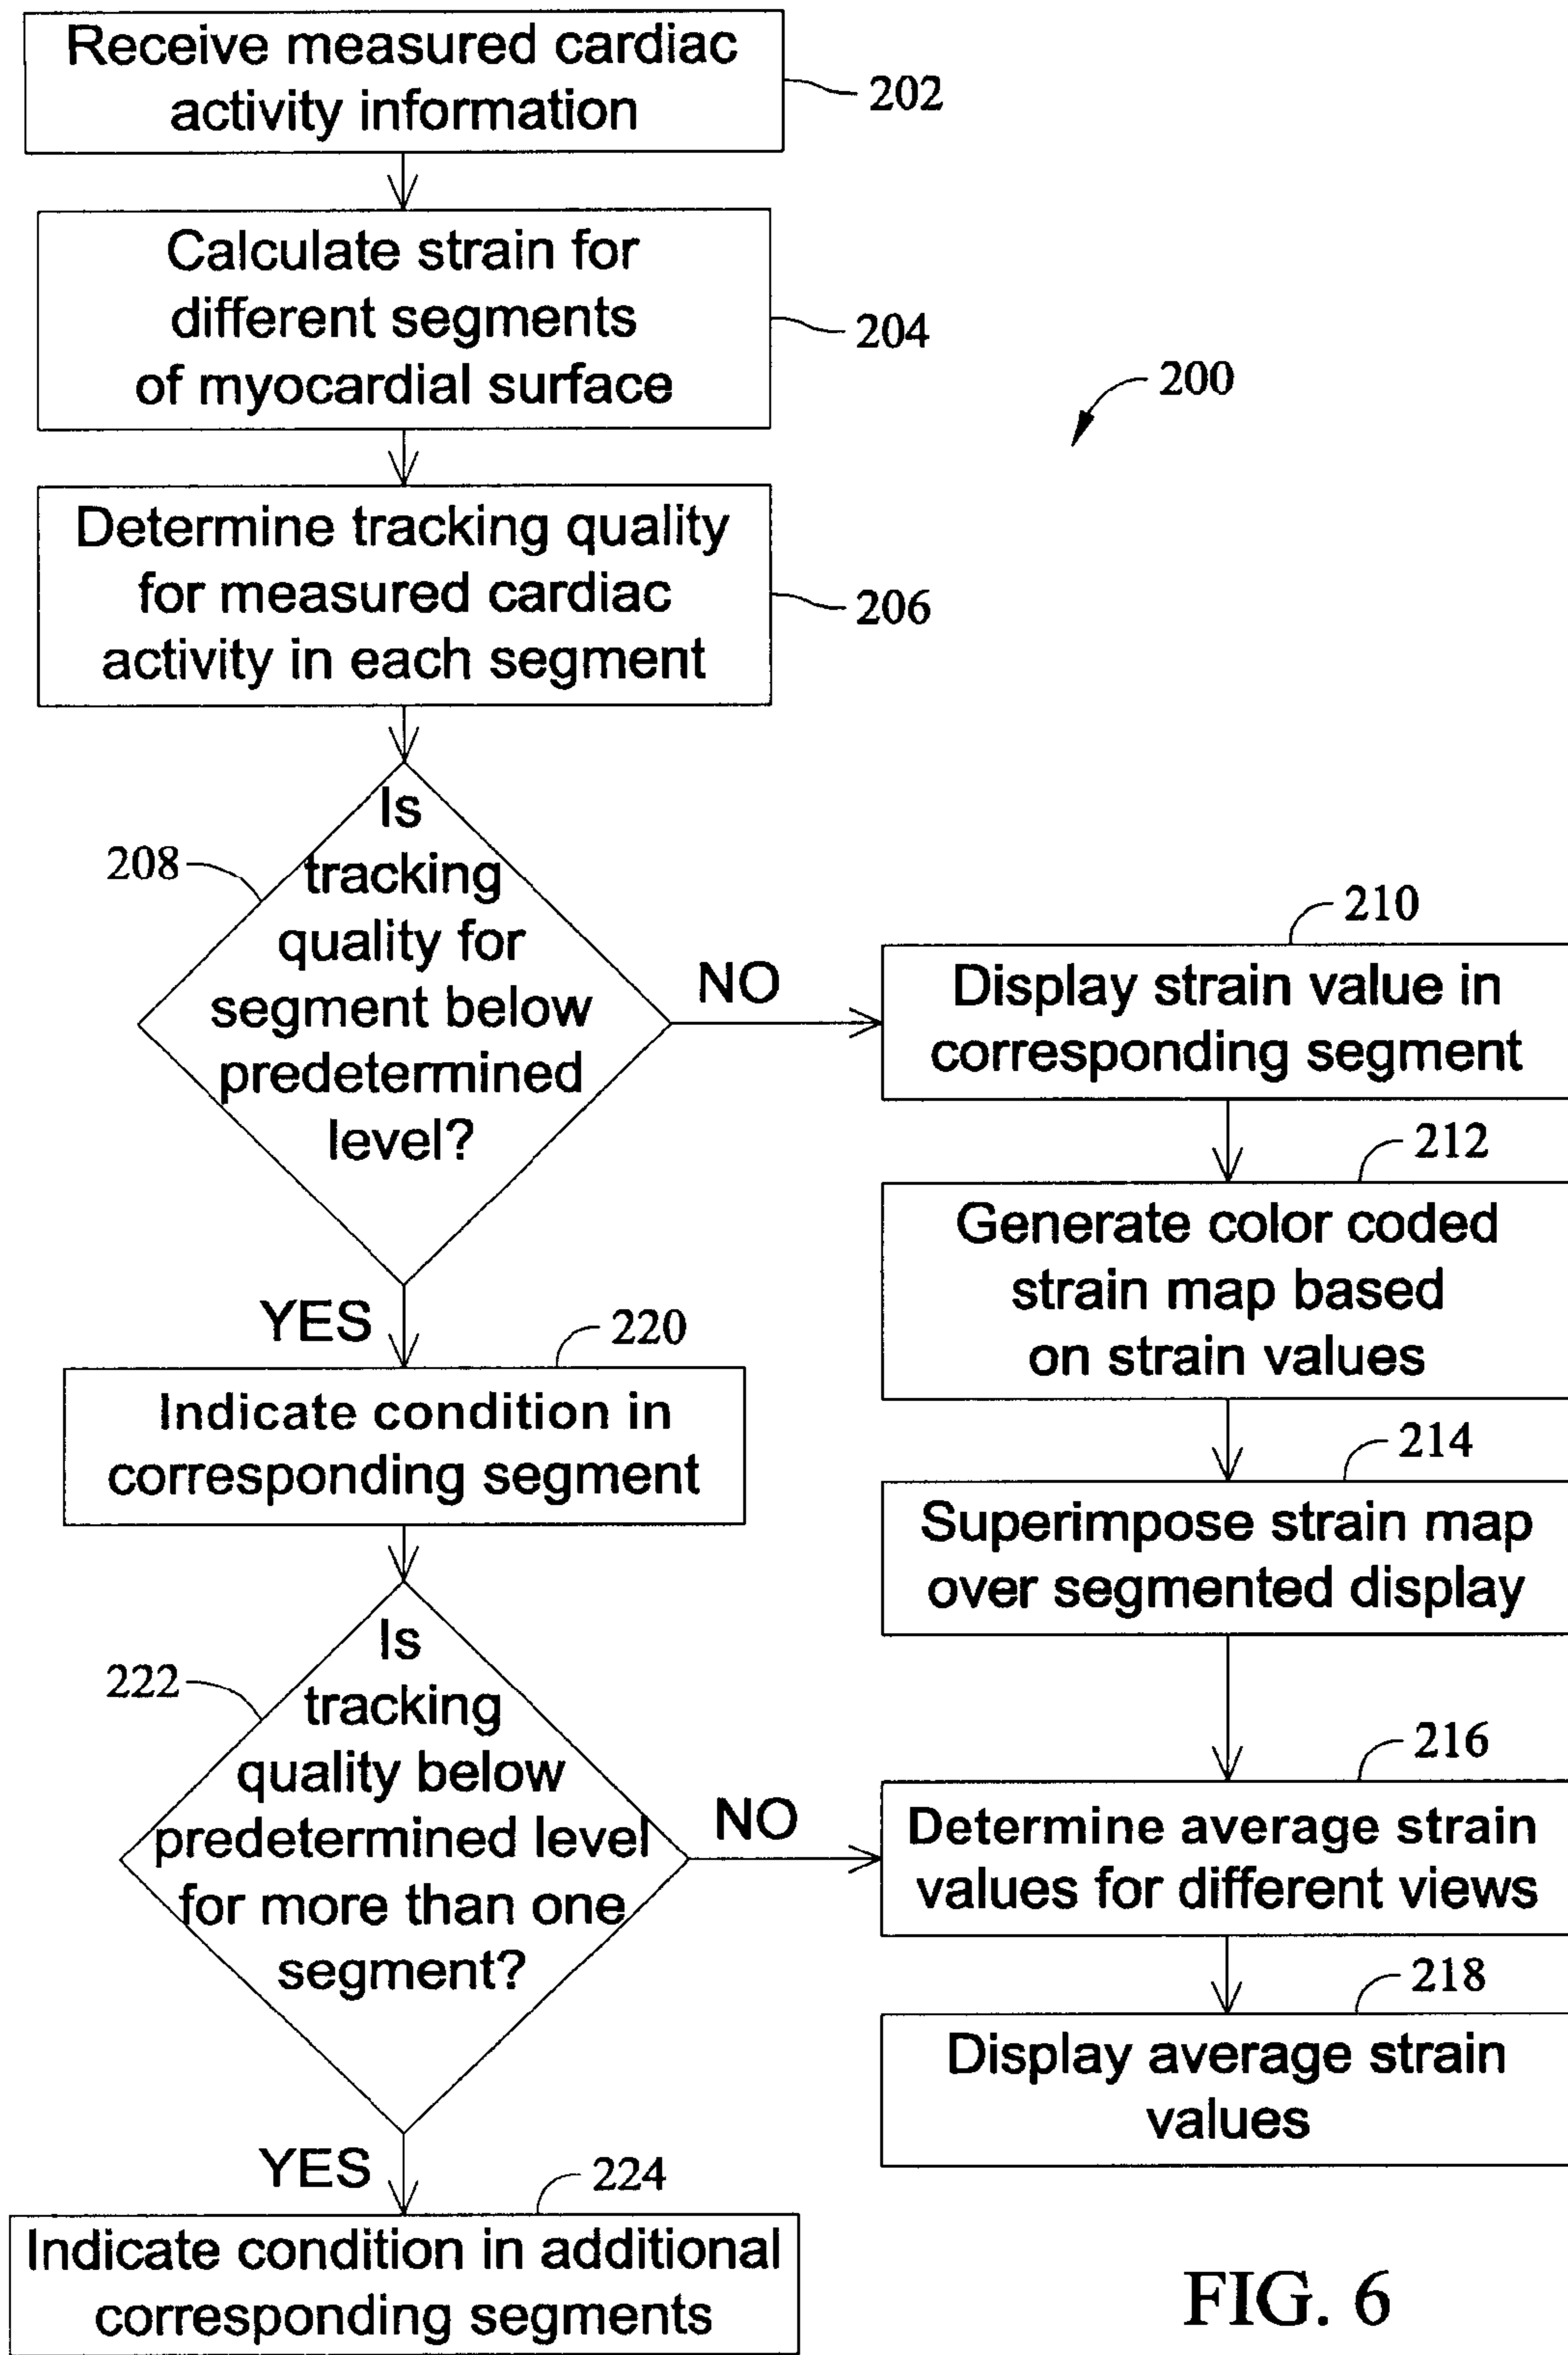 Receive measured cardiac
activity information
202
Calculate strain for
different segments
of myocardial surface
204
200
Determine tracking quality
for measured cardiac
activity in each segment
206
Is
tracking
quality for
segment below
predetermined
level?
208
NO
210
Display strain value in
corresponding segment
212
Generate color coded
strain map based
on strain values
214
Superimpose strain map
over segmented display
YES
220
Indicate condition in
corresponding segment
222
Is
tracking
quality below
predetermined level
for more than one
segment?
NO
216
Determine average strain
values for different views
218
Display average strain
values
YES
224
Indicate condition in additional
corresponding segments
FIG. 6